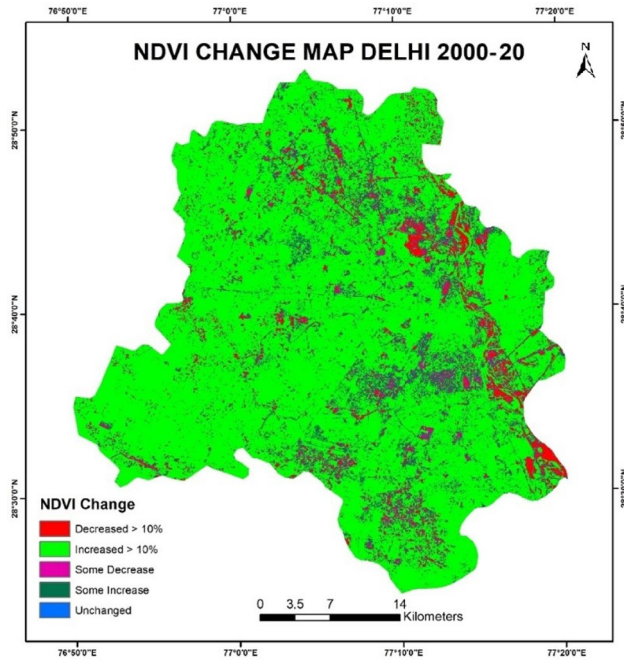 76°50'0"E 77°0'0"E 77°10'0"E 77°20'0"E
NDVI CHANGE MAP DELHI 2000-20
N
28°50'0"N
28°40'0"N
28°30'0"N
NDVI Change
Decreased > 10%
Increased > 10%
Some Decrease
Some Increase
Unchanged
0 3.5 7 14
Kilometers
76°50'0"E 77°0'0"E 77°10'0"E 77°20'0"E